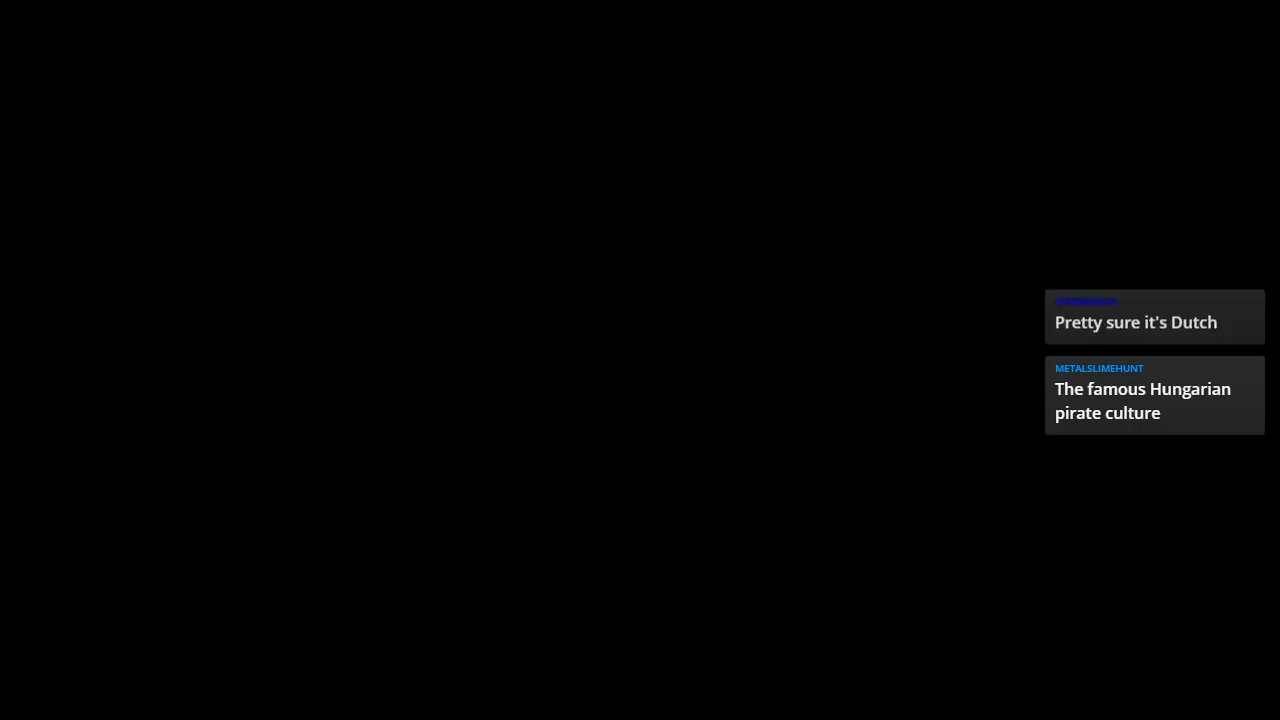 Pretty sure it's Dutch
METALSLIMEHUNT
The famous Hungarian
pirate culture